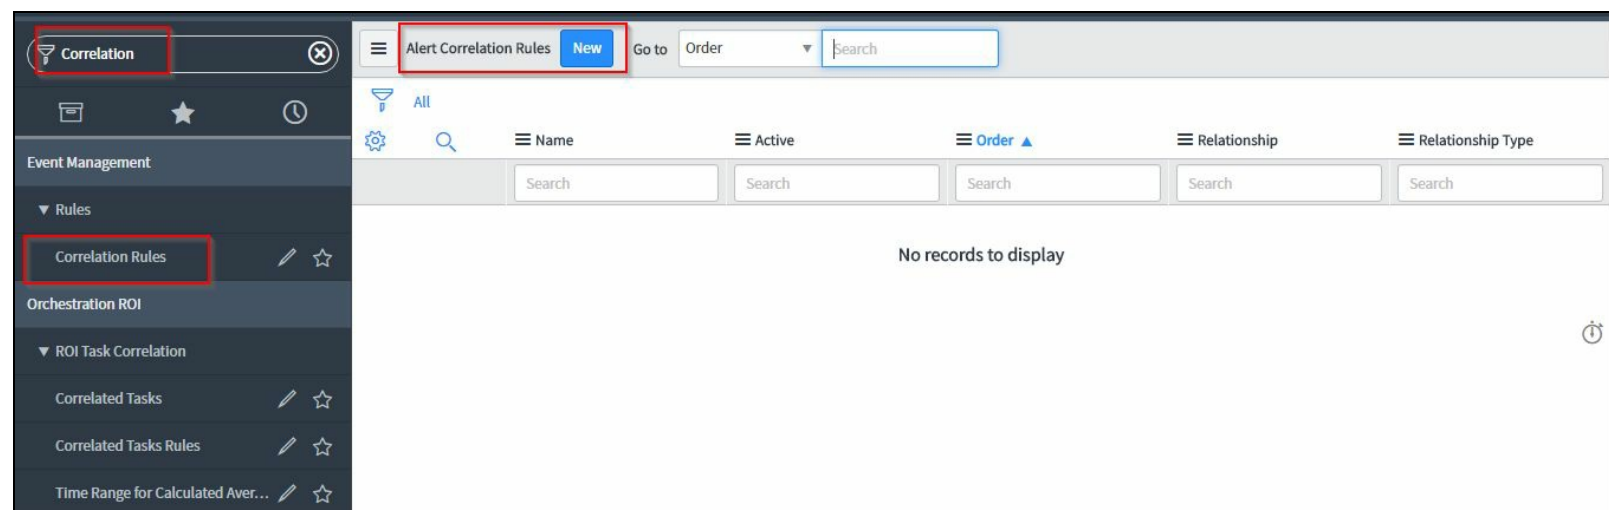 Correlation
Event Management
Rules
Correlation Rules
Orchestration ROI
ROI Task Correlation
Correlated Tasks
Correlated Tasks Rules
Time Range for Calculated Aver...
Alert Correlation Rules New Go to Order Search
All
Name Active Order Relationship Relationship Type
Search Search Search Search Search
No records to display